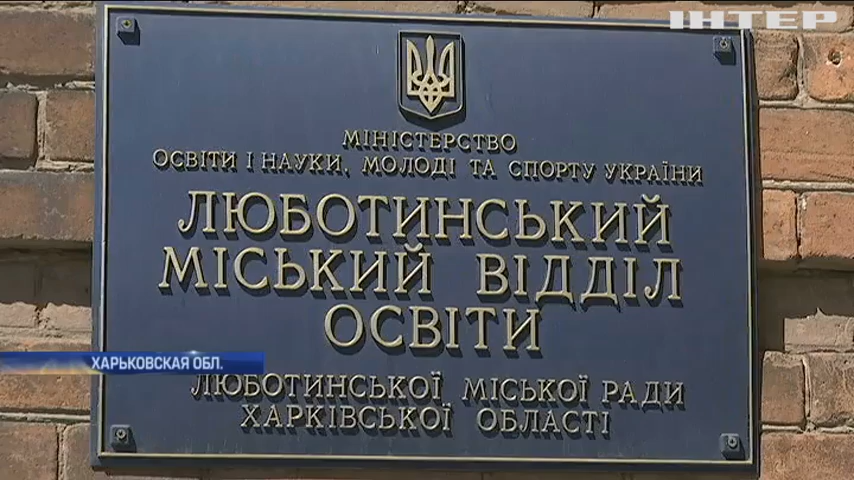 ІНТЕР
МІНІСТЕРСТВО
ОСВІТИ І НАУКИ, МОЛОДІ ТА СПОРТУ УКРАЇНИ
ЛЮБОТИНСЬКИЙ
МІСЬКИЙ ВІДДІЛ
ОСВІТИ
ХАРЬКОВСКАЯ ОБЛ.
ЛЮБОТИНСЬКОЇ МІСЬКОЇ РАДИ
ХАРКІВСЬКОЇ ОБЛАСТІ